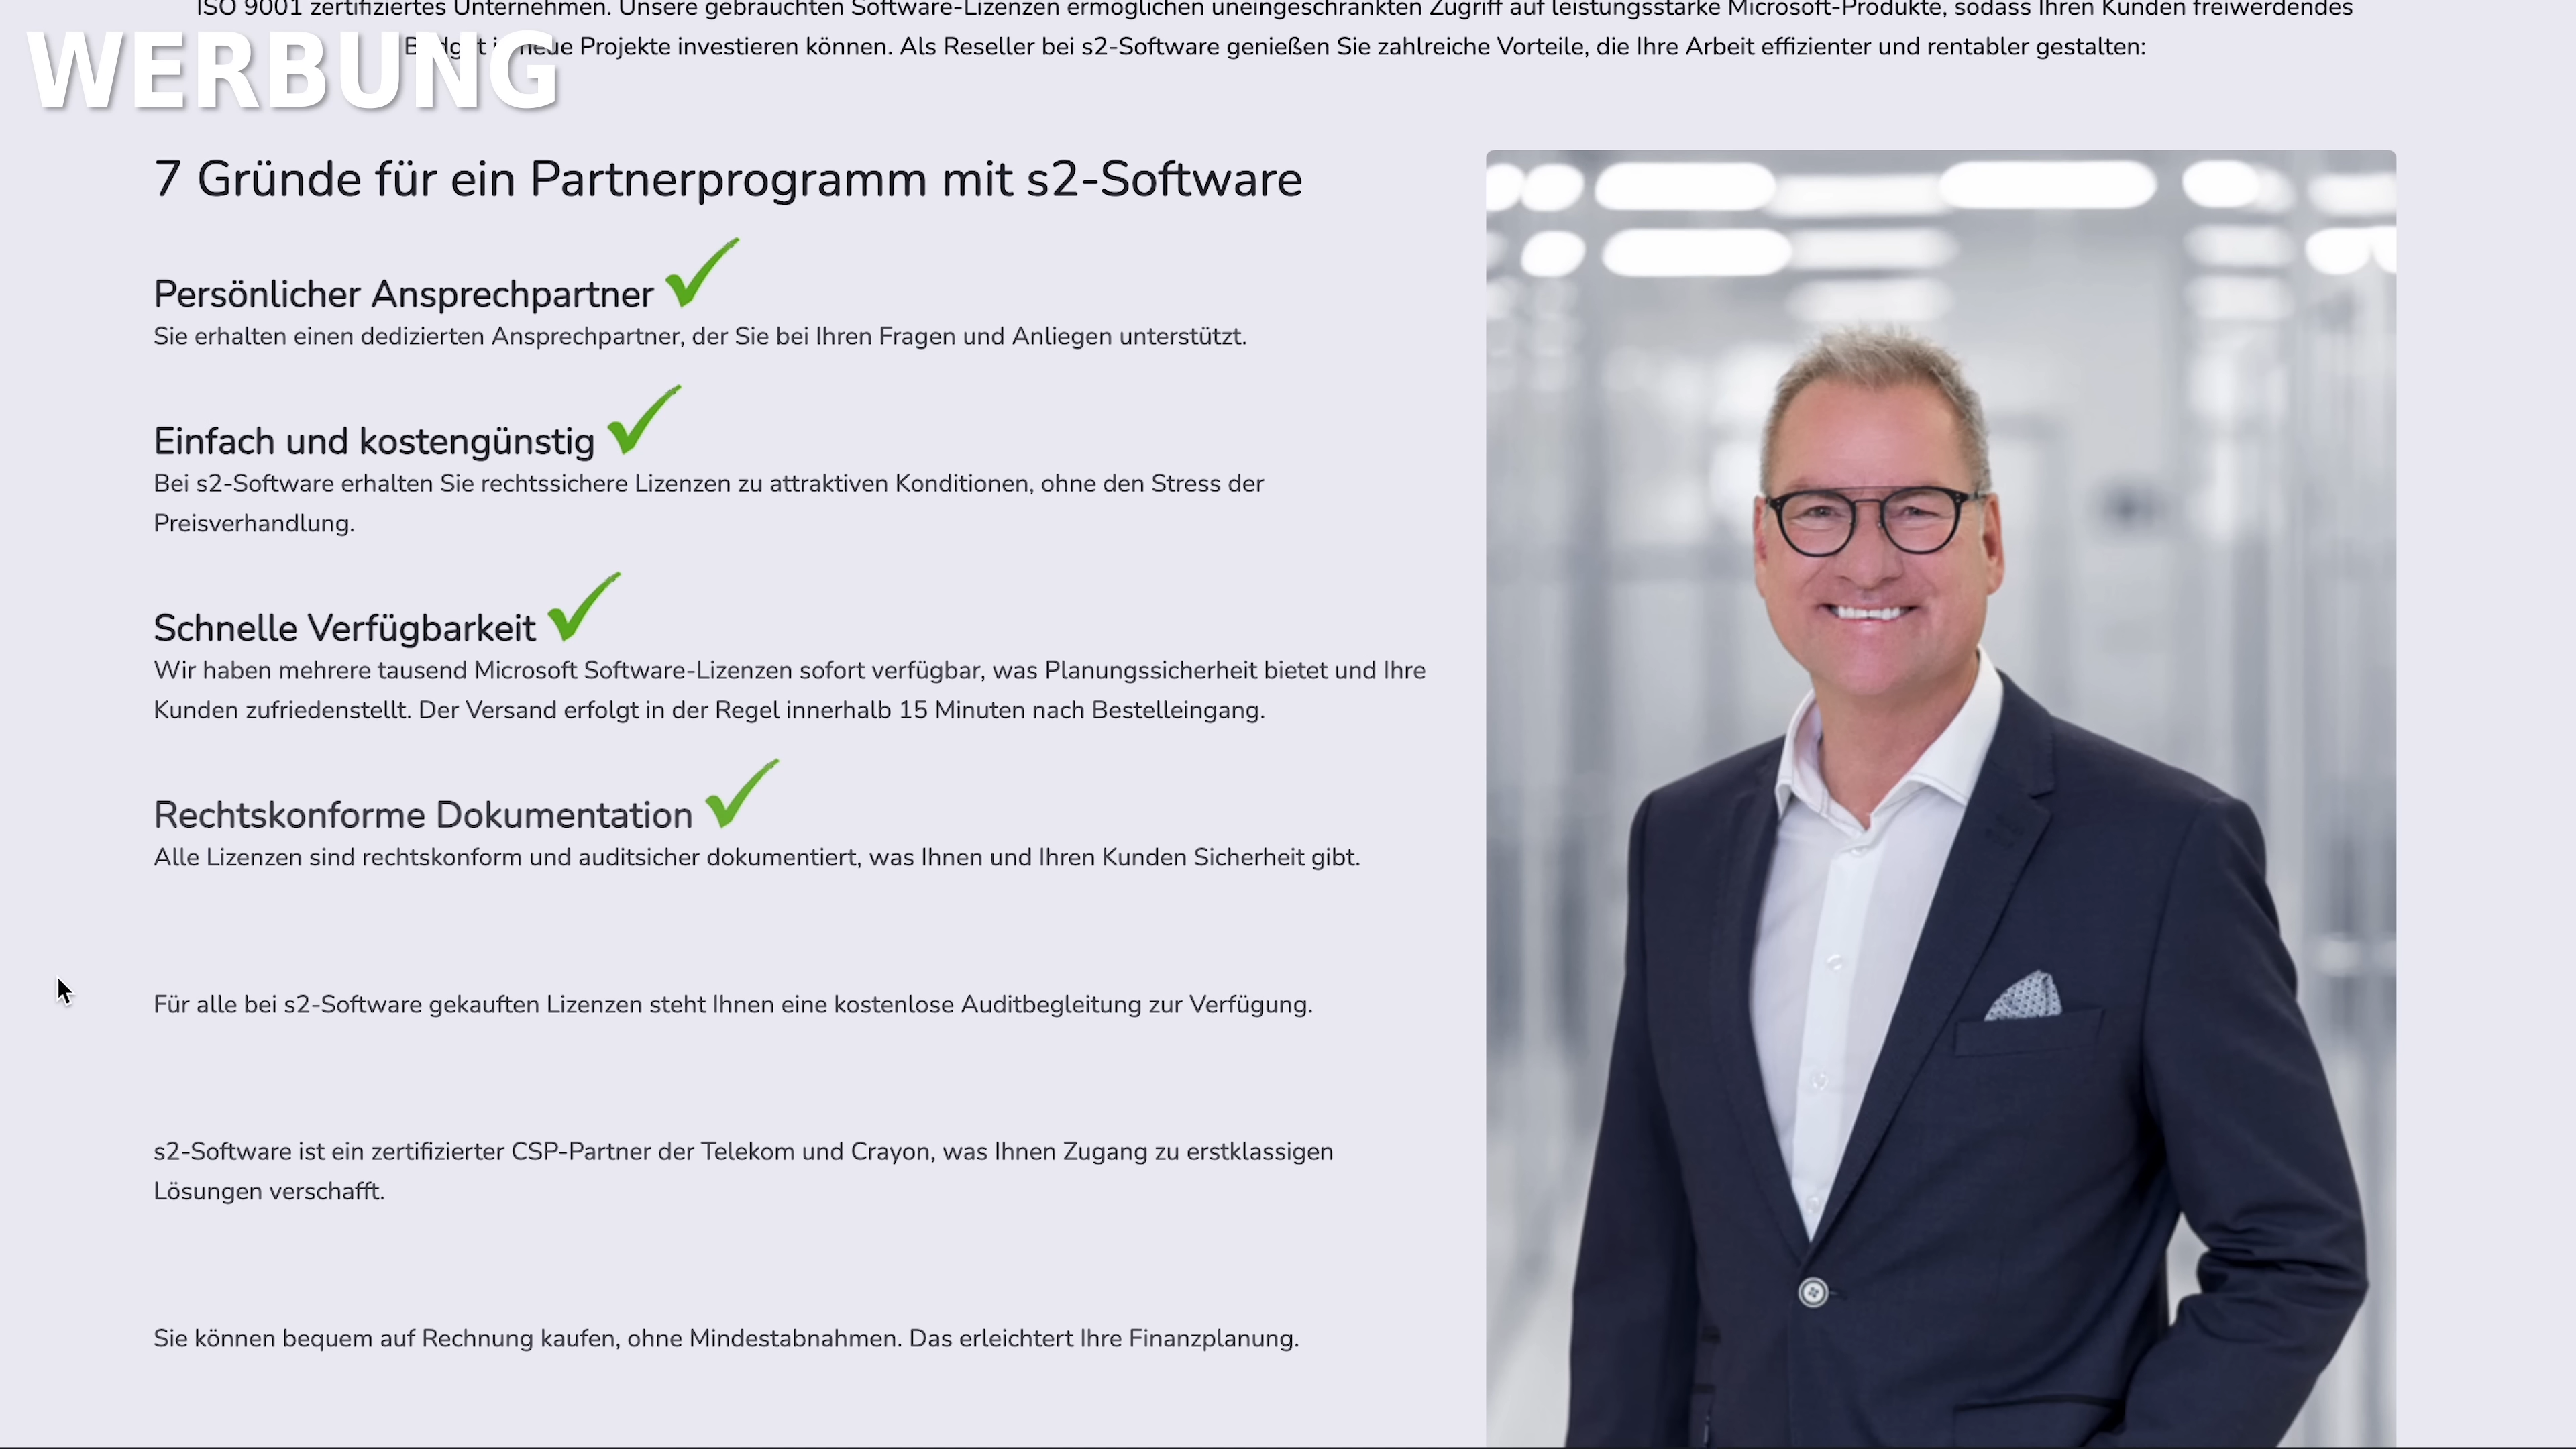 ISO 9001 zertifiziertes Unternehmen. Unsere gebrauchten Software-Lizenzen ermöglichen uneingeschränkten Zugriff auf leistungsstarke Microsoft-Produkte, sodass Ihren Kunden freiwerdendes
Budget in neue Projekte investieren können. Als Reseller bei s2-Software genießen Sie zahlreiche Vorteile, die Ihre Arbeit effizienter und rentabler gestalten:
WERBUNG
7 Gründe für ein Partnerprogramm mit s2-Software
Persönlicher Ansprechpartner
Sie erhalten einen dedizierten Ansprechpartner, der Sie bei Ihren Fragen und Anliegen unterstützt.
Einfach und kostengünstig
Bei s2-Software erhalten Sie rechtssichere Lizenzen zu attraktiven Konditionen, ohne den Stress der
Preisverhandlung.
Schnelle Verfügbarkeit
Wir haben mehrere tausend Microsoft Software-Lizenzen sofort verfügbar, was Planungssicherheit bietet und Ihre
Kunden zufriedenstellt. Der Versand erfolgt in der Regel innerhalb 15 Minuten nach Bestelleingang.
Rechtskonforme Dokumentation
Alle Lizenzen sind rechtskonform und auditsicher dokumentiert, was Ihnen und Ihren Kunden Sicherheit gibt.
Für alle bei s2-Software gekauften Lizenzen steht Ihnen eine kostenlose Auditbegleitung zur Verfügung.
s2-Software ist ein zertifizierter CSP-Partner der Telekom und Crayon, was Ihnen Zugang zu erstklassigen
Lösungen verschafft.
Sie können bequem auf Rechnung kaufen, ohne Mindestabnahmen. Das erleichtert Ihre Finanzplanung.